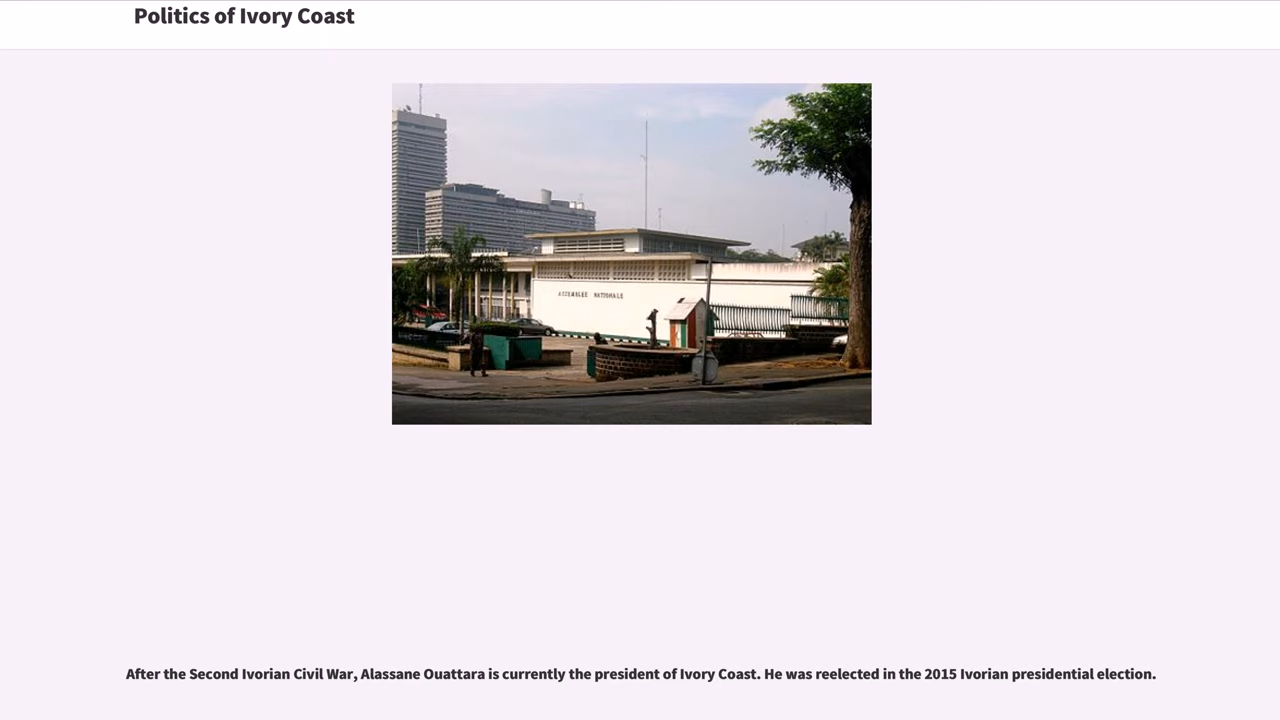 Politics of Ivory Coast
ASSEMBLEE NATIONALE
After the Second Ivorian Civil War, Alassane Ouattara is currently the president of Ivory Coast. He was reelected in the 2015 Ivorian presidential election.